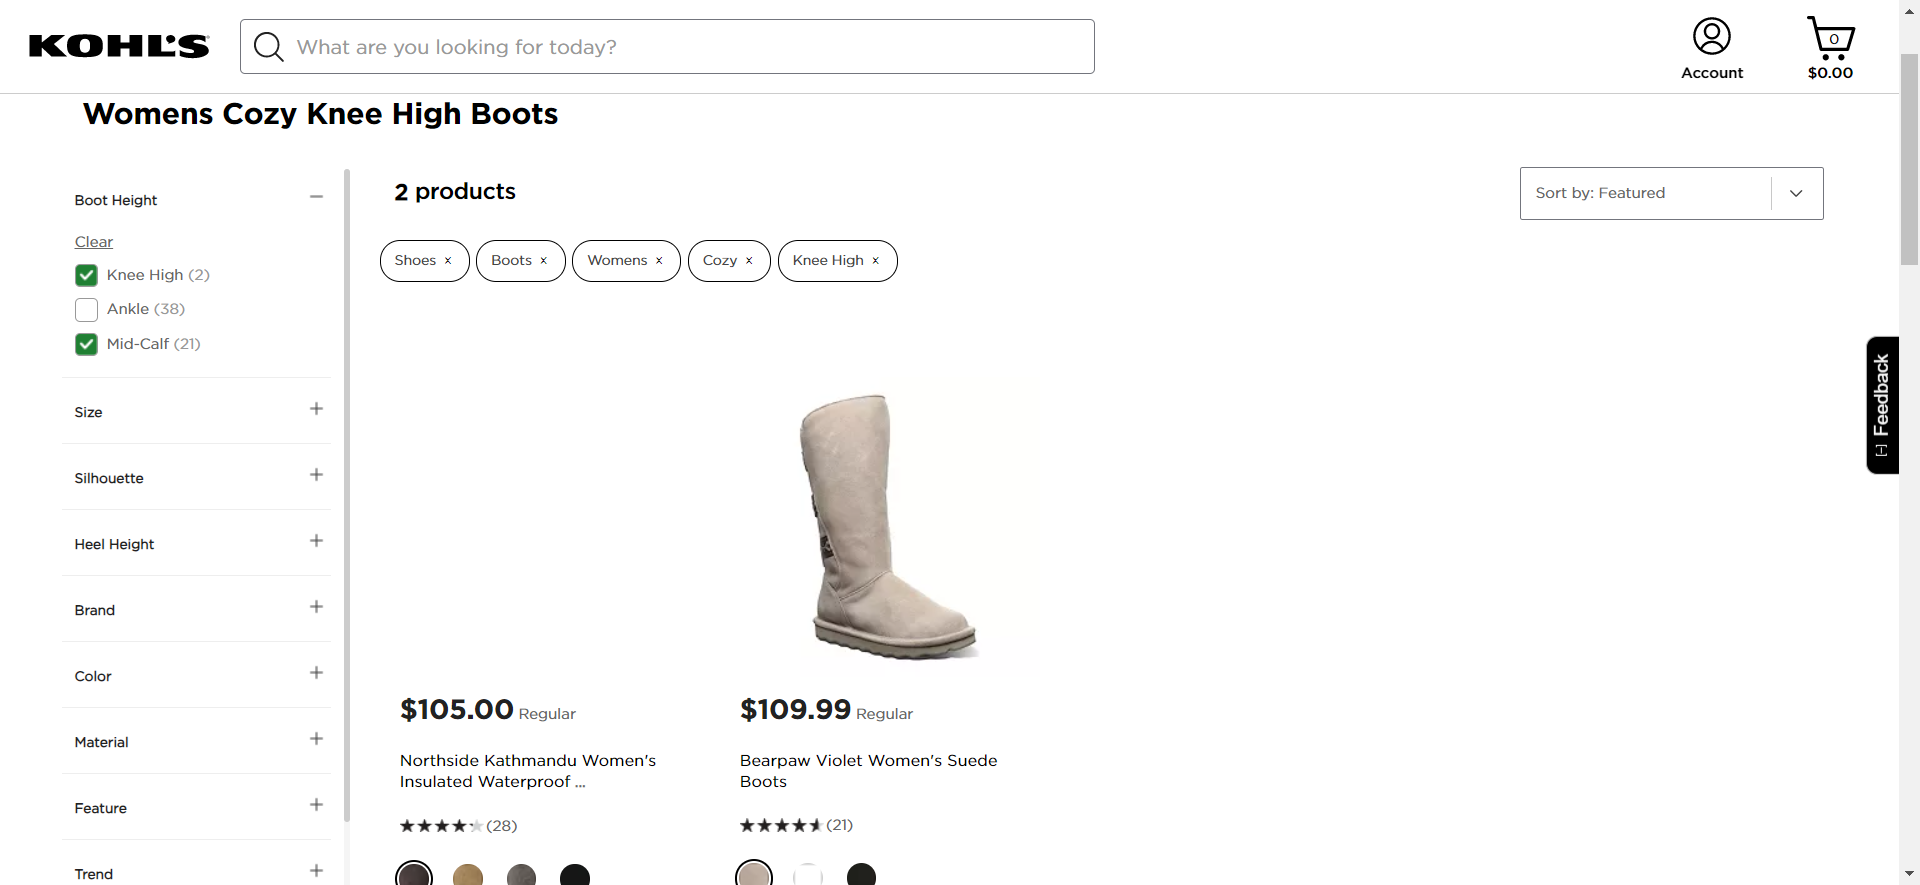 KOHL'S
What are you looking for today?
Account
0
$0.00
Womens Cozy Knee High Boots
Boot Height
Clear
Knee High (2)
Ankle (38)
Mid-Calf (21)
Size
Silhouette
Heel Height
Brand
Color
Material
Feature
Trend
2 products
Sort by: Featured
Shoes x
Boots x
Womens x
Cozy x
Knee High x
$105.00 Regular
Northside Kathmandu Women's
Insulated Waterproof ...
(28)
$109.99 Regular
Bearpaw Violet Women's Suede
Boots
(21)
[-] Feedback